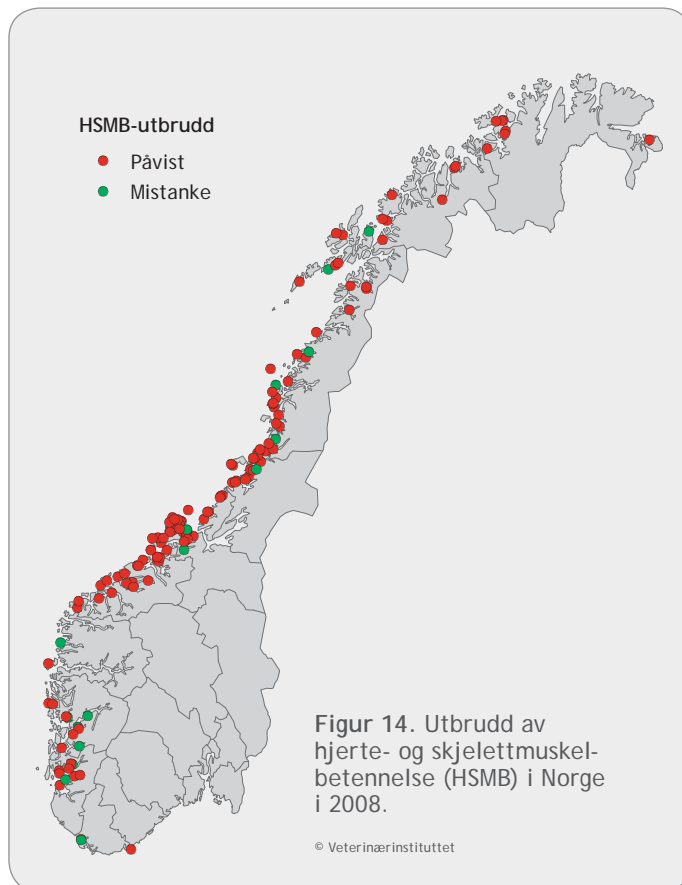 HSMB-utbrudd
Påvist
Mistanke
Figur 14. Utbrudd av
hjerte- og skjelettmuskel-
betennelse (HSMB) i Norge
i 2008.
© Veterinærinstituttet